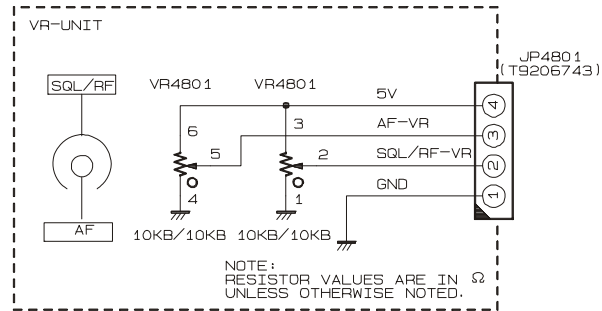 VR-UNIT
JP4801
(T9206743)
SQL/RF
VR4801
VR4801
5V
4
6
3
AF-VR
3
5
2
SQL/RF-VR
2
4
1
GND
1
AF
10KB/10KB
10KB/10KB
NOTE:
RESISTOR VALUES ARE IN Ω
UNLESS OTHERWISE NOTED.